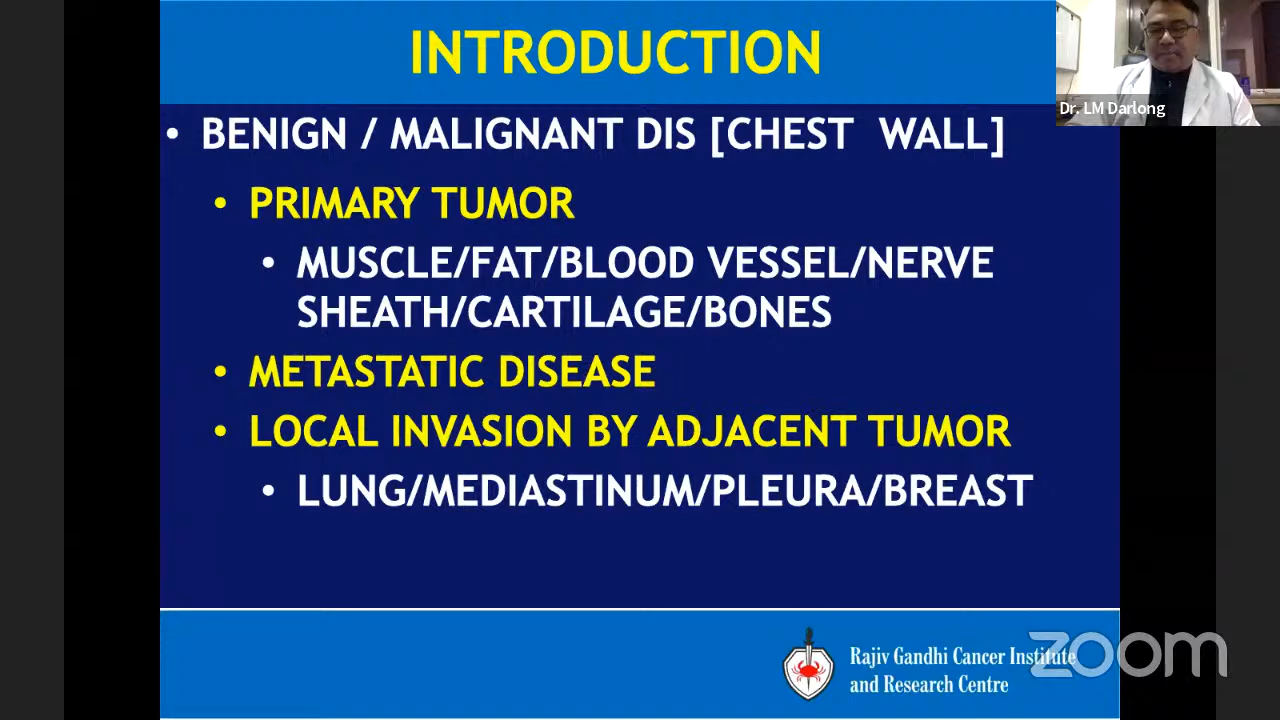 INTRODUCTION
Dr. LM Darlong
• BENIGN / MALIGNANT DIS [CHEST WALL]
• PRIMARY TUMOR
• MUSCLE/FAT/BLOOD VESSEL/NERVE
SHEATH/CARTILAGE/BONES
• METASTATIC DISEASE
• LOCAL INVASION BY ADJACENT TUMOR
• LUNG/MEDIASTINUM/PLEURA/BREAST
Rajiv Gandhi Cancer Institute
and Research Centre
zoom